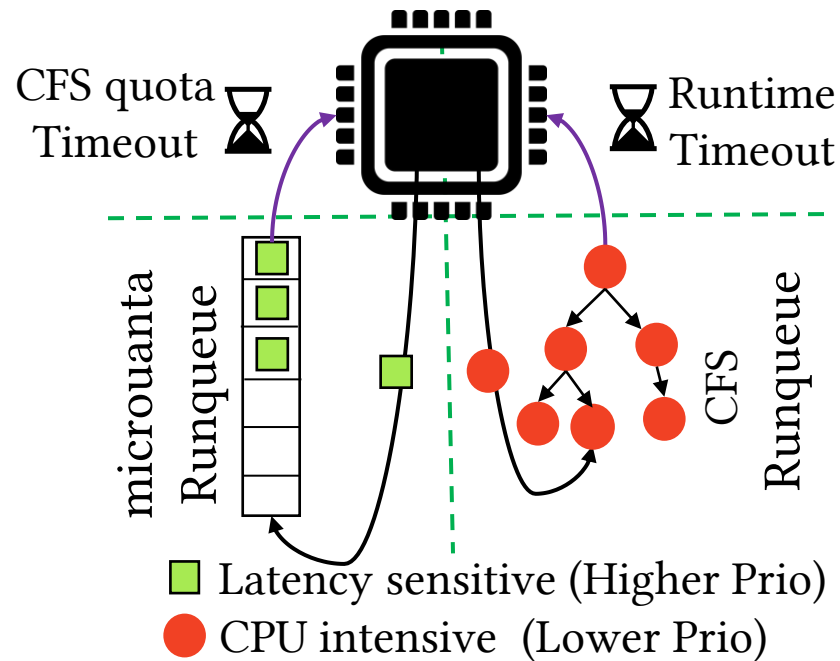 CFS quota
Timeout
Runtime
Timeout
microuanta
Runqueue
CFS
Runqueue
Latency sensitive (Higher Prio)
CPU intensive (Lower Prio)